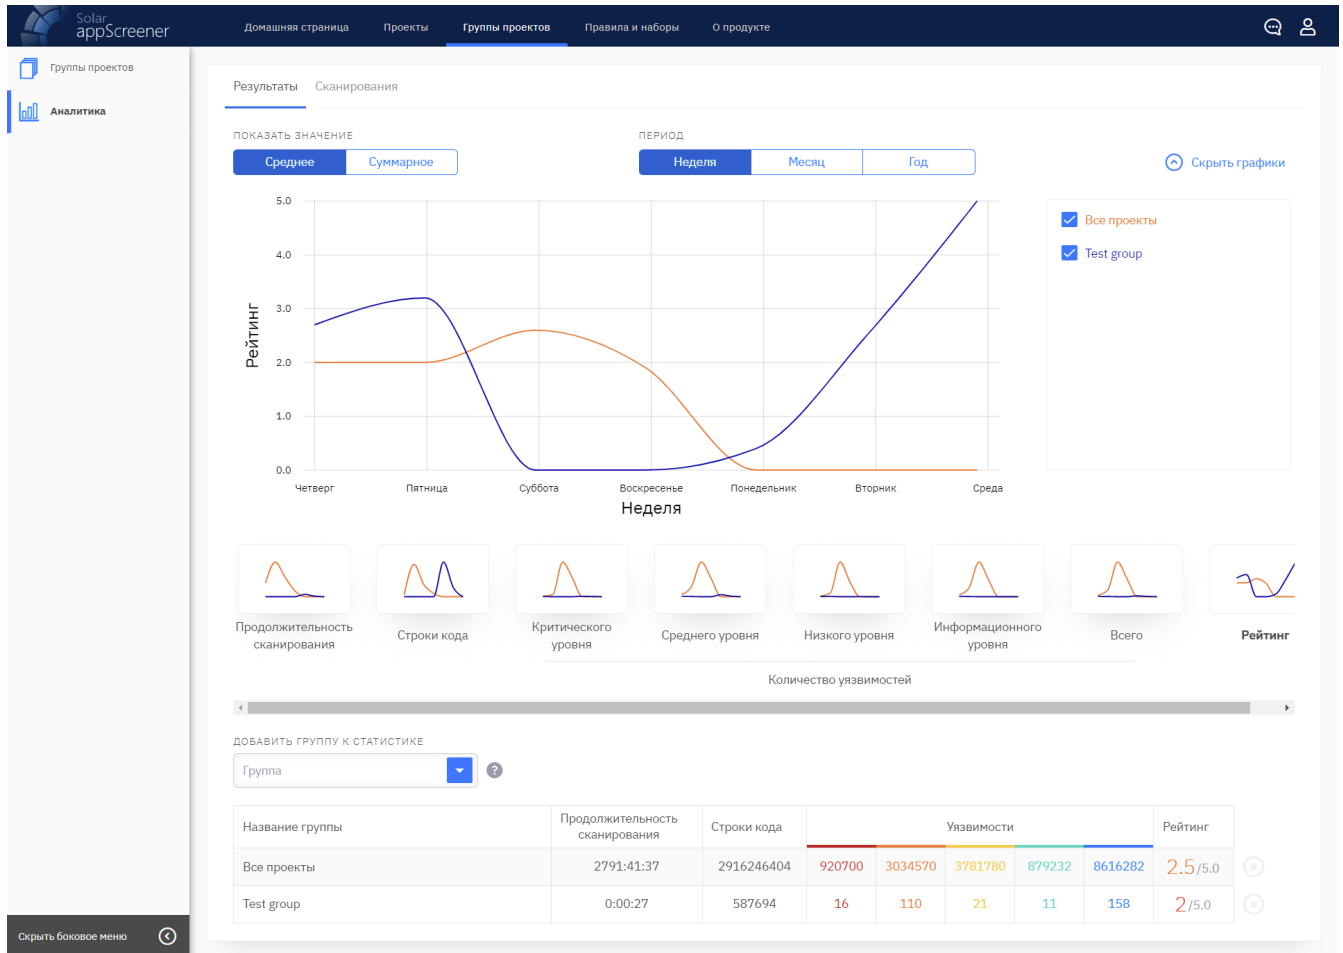 Solar
appScreener
Домашняя страница Проекты Группы проектов Правила и наборы О продукте
Группы проектов
Аналитика
Результаты Сканирования
ПОКАЗАТЬ ЗНАЧЕНИЕ ПЕРИОД
Среднее Суммарное Неделя Месяц Год Скрыть графики
5.0
4.0
3.0
2.0
1.0
0.0
Рейтинг
Четверг Пятница Суббота Воскресенье Понедельник Вторник Среда
Неделя
Все проекты
Test group
Продолжительность
сканирования
Строки кода
Критического
уровня
Среднего уровня
Низкого уровня
Информационного
уровня
Всего
Рейтинг
Количество уязвимостей
ДОБАВИТЬ ГРУППУ К СТАТИСТИКЕ
Группа ?
Название группы Продолжительность сканирования Строки кода Уязвимости Рейтинг
Все проекты 2791:41:37 2916246404 920700 3034570 3781780 879232 8616282 2.5/5.0
Test group 0:00:27 587694 16 110 21 11 158 2/5.0
Скрыть боковое меню